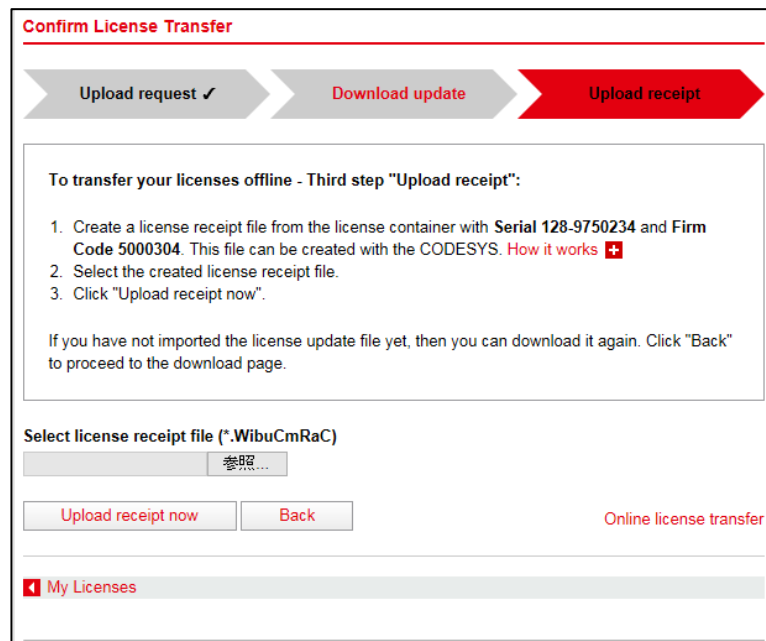 Confirm License Transfer
Upload request ✓
Download update
Upload receipt
To transfer your licenses offline - Third step "Upload receipt":
1. Create a license receipt file from the license container with Serial 128-9750234 and Firm
Code 5000304. This file can be created with the CODESYS. How it works
2. Select the created license receipt file.
3. Click "Upload receipt now".
If you have not imported the license update file yet, then you can download it again. Click "Back"
to proceed to the download page.
Select license receipt file (*.WibuCmRaC)
参照...
Upload receipt now
Back
Online license transfer
My Licenses